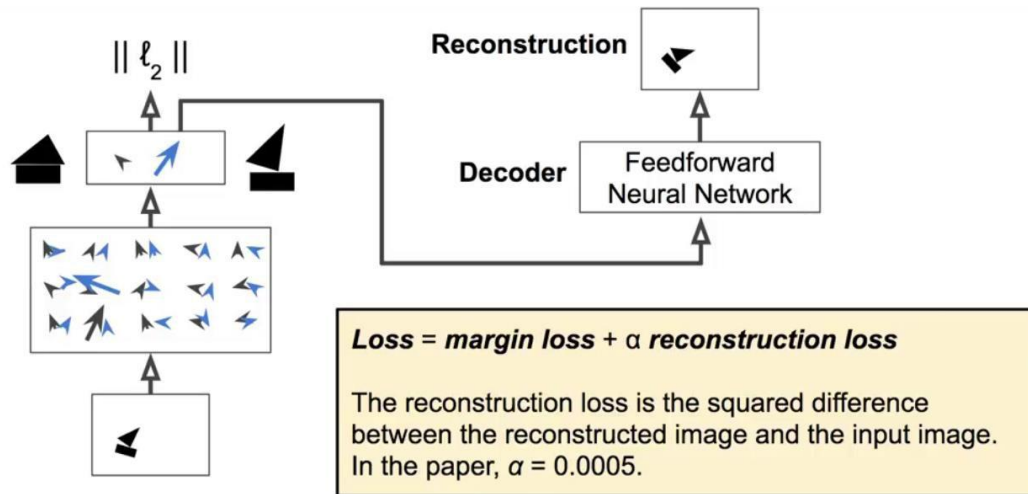 || ℓ₂ ||
Reconstruction
Decoder
Feedforward
Neural Network
Loss = margin loss + α reconstruction loss
The reconstruction loss is the squared difference
between the reconstructed image and the input image.
In the paper, α = 0.0005.